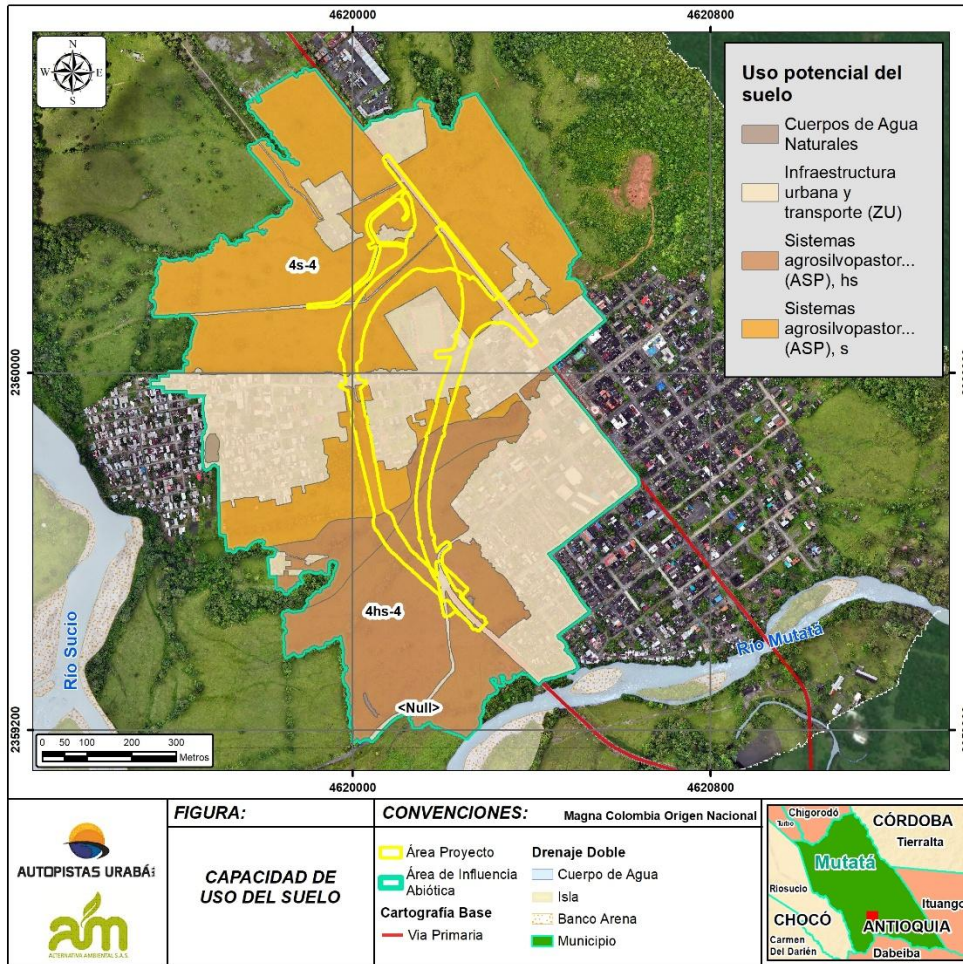 4620000
4620800
N
W
E
S
Uso potencial del
suelo
Cuerpos de Agua
Naturales
Infraestructura
urbana y
transporte (ZU)
Sistemas
agrosilvopastor...
(ASP), hs
Sistemas
agrosilvopastor...
(ASP), s
4s-4
2360000
4hs-4
Río Sucio
Río Mutatá
<Null>
2359200
0 50 100 200 300
Metros
4620000
4620800
FIGURA:
CAPACIDAD DE
USO DEL SUELO
CONVENCIONES:
Magna Colombia Origen Nacional
Área Proyecto
Área de Influencia
Abiótica
Cartografía Base
Via Primaria
Drenaje Doble
Cuerpo de Agua
Isla
Banco Arena
Municipio
AUTOPISTAS URABÁ
am
ALTERNATIVA AMBIENTAL S.A.S.
Chigorodó
CÓRDOBA
Turbo
Tierralta
Mutatá
Riosucio
Ituango
CHOCÓ
ANTIOQUIA
Carmen
Del Darién
Dabeiba